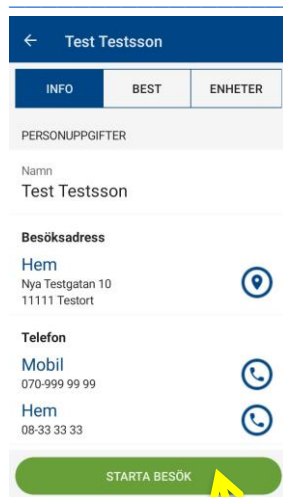 Test Testsson
INFO BEST ENHETER
PERSONUPPGIFTER
Namn
Test Testsson
Besöksadress
Hem
Nya Testgatan 10
11111 Testort
Telefon
Mobil
070-999 99 99
Hem
08-33 33 33
STARTA BESÖK